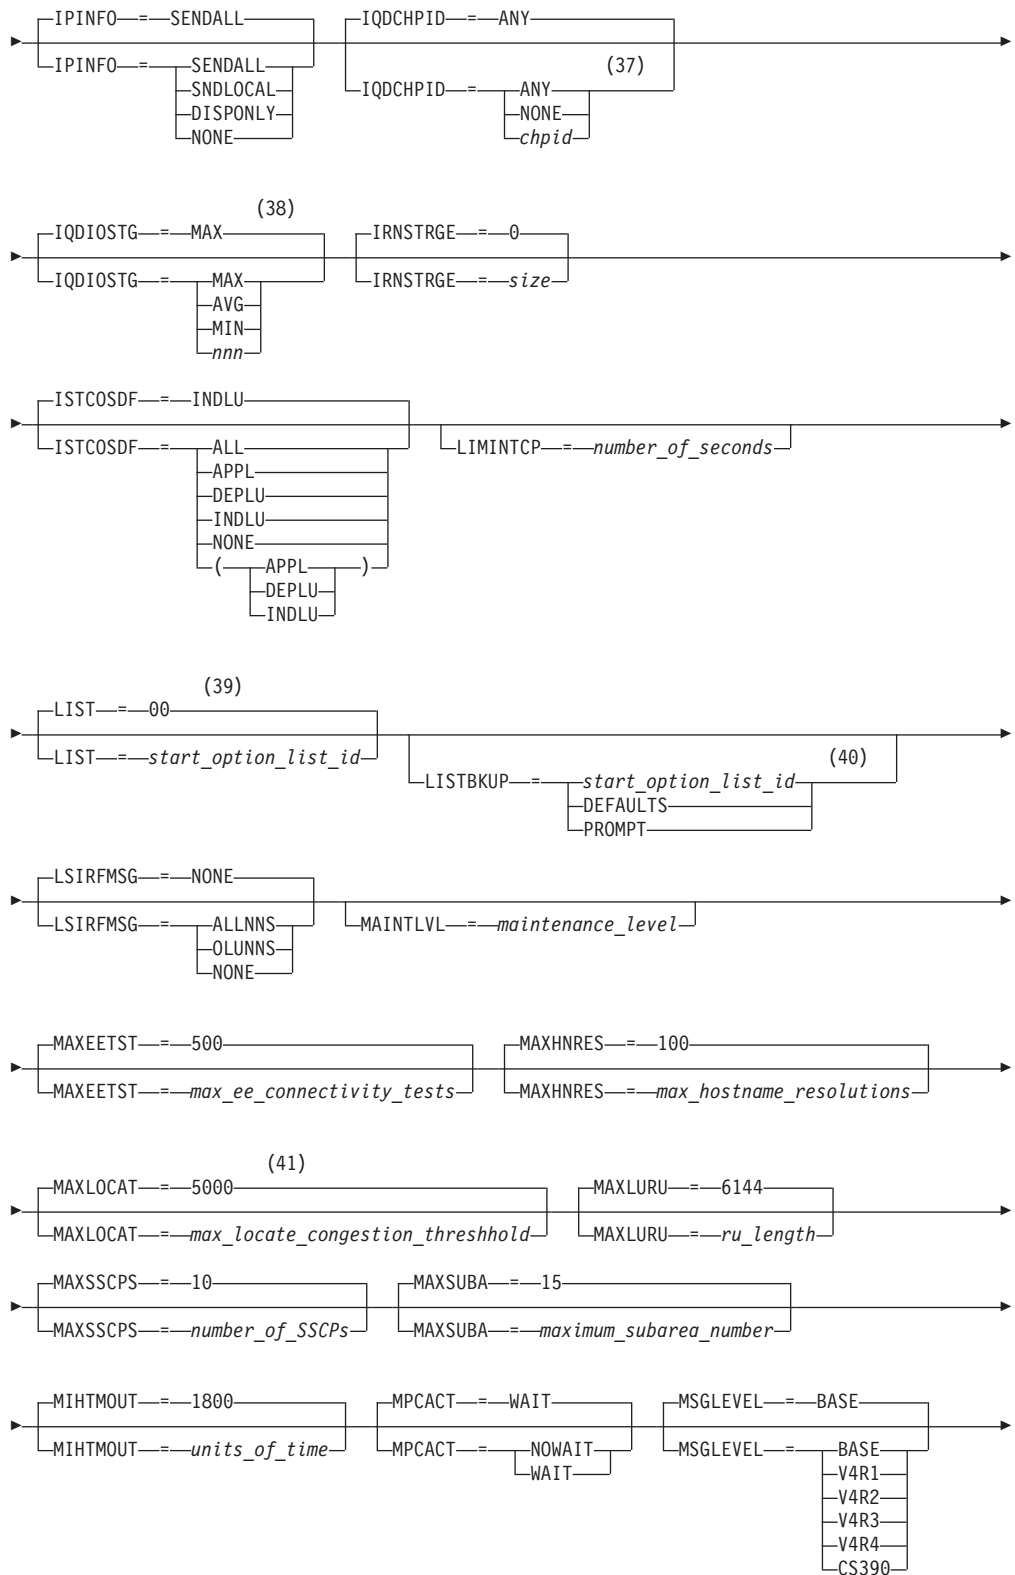 IPINFO = SENDALL IQDCHPID = ANY
(37)
IPINFO = SENDALL IQDCHPID = ANY
SNDLOCAL NONE
DISPONLY chpid
NONE
(38)
IQDIOSTG = MAX IRNSTRGE = 0
IQDIOSTG = MAX IRNSTRGE = size
AVG
MIN
nnn
ISTCOSDF = INDLU
ISTCOSDF = ALL LIMINTCP = number_of_seconds
APPL
DEPLU
INDLU
NONE
( APPL )
DEPLU
INDLU
(39)
LIST = 00
LIST = start_option_list_id
(40)
LISTBKUP = start_option_list_id
DEFAULTS
PROMPT
LSIRFMSG = NONE
LSIRFMSG = ALLNNS MAINTLVL = maintenance_level
OLUNNS
NONE
MAXEETST = 500 MAXHNRES = 100
MAXEETST = max_ee_connectivity_tests MAXHNRES = max_hostname_resolutions
(41)
MAXLOCAT = 5000 MAXLURU = 6144
MAXLOCAT = max_locate_congestion_threshhold MAXLURU = ru_length
MAXSSCPS = 10 MAXSUBA = 15
MAXSSCPS = number_of_SSCPs MAXSUBA = maximum_subarea_number
MIHTMOUT = 1800 MPCACT = WAIT MSGLEVEL = BASE
MIHTMOUT = units_of_time MPCACT = NOWAIT MSGLEVEL = BASE
WAIT V4R1
V4R2
V4R3
V4R4
CS390